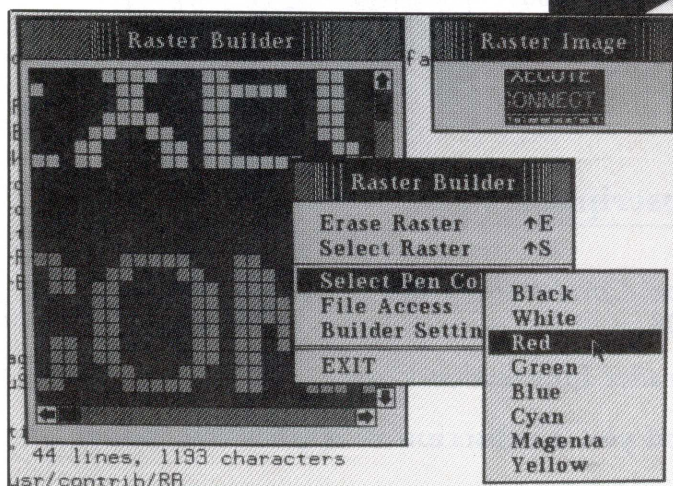 Raster Builder
Raster Image
XECUTE
CONNECT
Raster Builder
Erase Raster ↑E
Select Raster ↑S
Select Pen Col
File Access
Builder Settin
EXIT
Black
White
Red
Green
Blue
Cyan
Magenta
Yellow
44 lines, 1193 characters
usr/contrib/RB